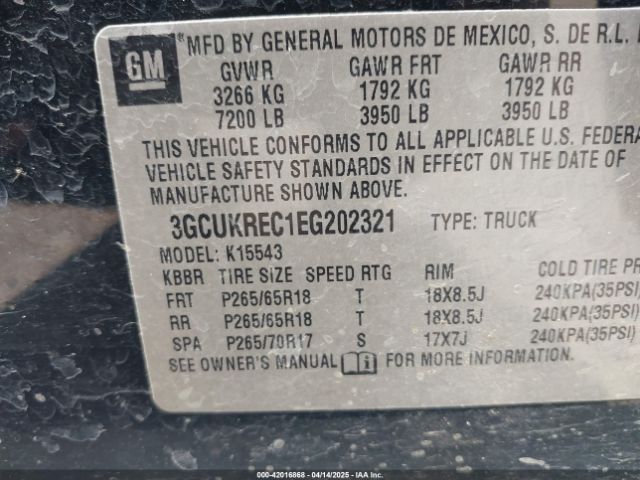 GM
®MFD BY GENERAL MOTORS DE MEXICO, S. DE R.L.
GVWR GAWR FRT GAWR RR
3266 KG 1792 KG 1792 KG
7200 LB 3950 LB 3950 LB
THIS VEHICLE CONFORMS TO ALL APPLICABLE U.S. FEDERA
VEHICLE SAFETY STANDARDS IN EFFECT ON THE DATE OF
MANUFACTURE SHOWN ABOVE.
3GCUKREC1EG202321 TYPE: TRUCK
MODEL: K15543
KBBR TIRE SIZE SPEED RTG RIM COLD TIRE PR
FRT P265/65R18 T 18X8.5J 240KPA(35PSI)
RR P265/65R18 T 18X8.5J 240KPA(35PSI)
SPA P265/70R17 S 17X7J 240KPA(35PSI)
SEE OWNER'S MANUAL FOR MORE INFORMATION.
000-42016868 - 04/14/2025